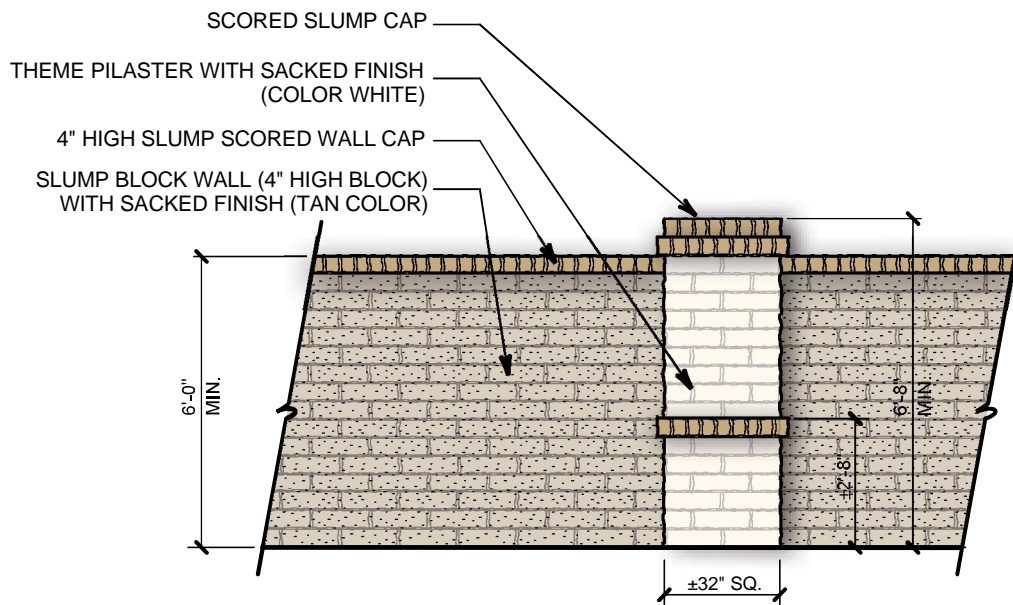 SCORED SLUMP CAP
THEME PILASTER WITH SACKED FINISH
(COLOR WHITE)
4" HIGH SLUMP SCORED WALL CAP
SLUMP BLOCK WALL (4" HIGH BLOCK)
WITH SACKED FINISH (TAN COLOR)
6'-0"
MIN.
6'-8"
MIN.
±2'-8"
±32" SQ.